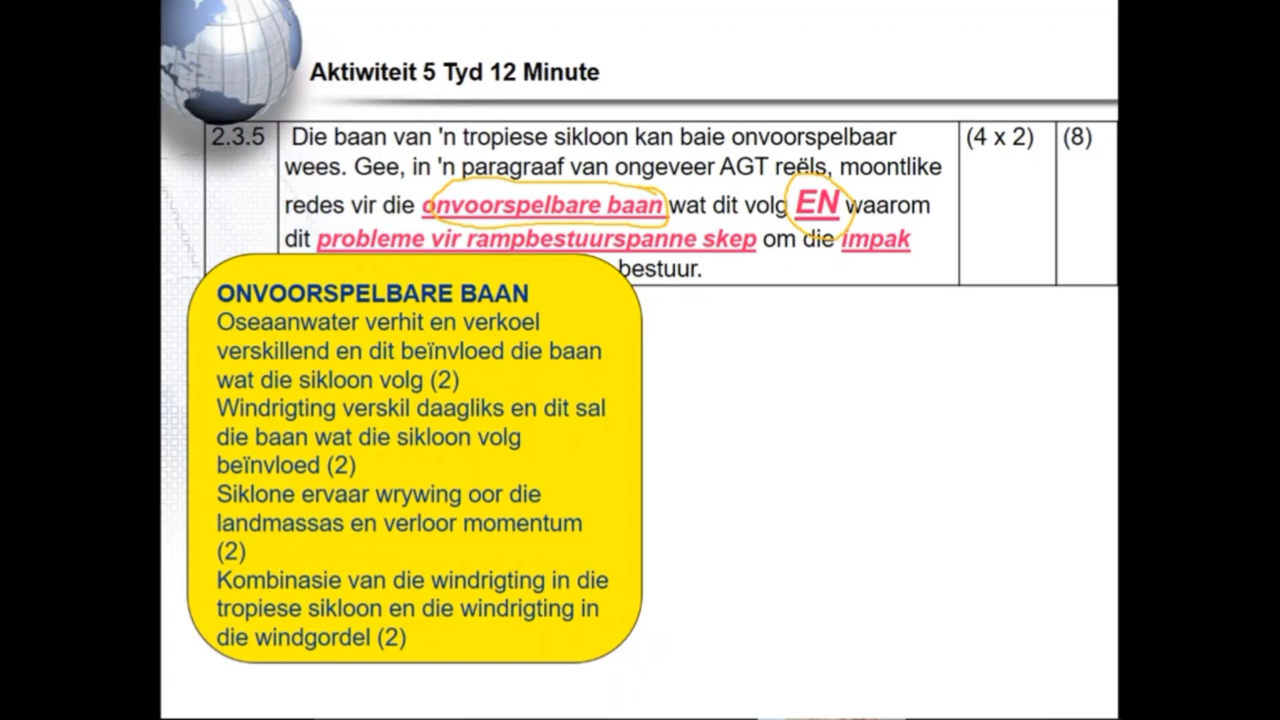 Aktiwiteit 5 Tyd 12 Minute
2.3.5 Die baan van 'n tropiese sikloon kan baie onvoorspelbaar (4 x 2) (8)
wees. Gee, in 'n paragraaf van ongeveer AGT reëls, moontlike
redes vir die onvoorspelbare baan wat dit volg EN waarom
dit probleme vir rampbestuurspanne skep om die impak
bestuur.
ONVOORSPELBARE BAAN
Oseaanwater verhit en verkoel
verskillend en dit beïnvloed die baan
wat die sikloon volg (2)
Windrigting verskil daagliks en dit sal
die baan wat die sikloon volg
beïnvloed (2)
Siklone ervaar wrywing oor die
landmassas en verloor momentum
(2)
Kombinasie van die windrigting in die
tropiese sikloon en die windrigting in
die windgordel (2)